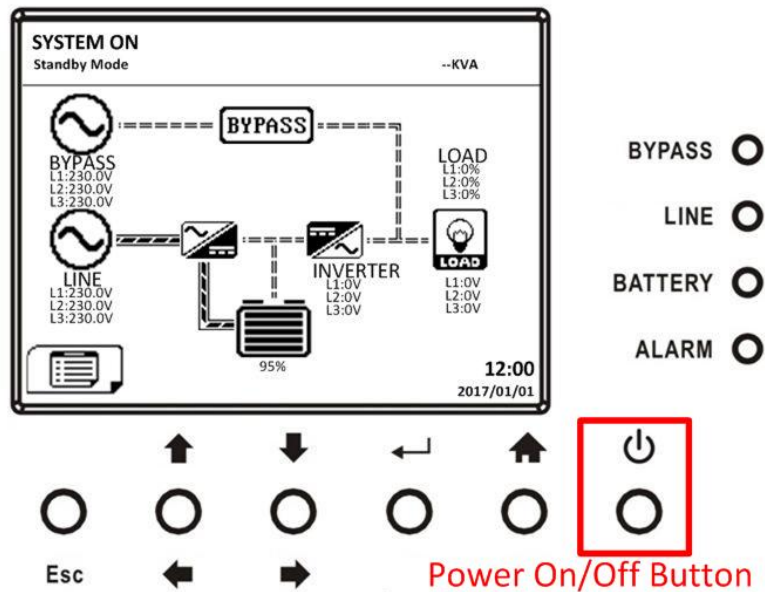 SYSTEM ON
Standby Mode
--KVA
BYPASS
BYPASS
L1:230.0V
L2:230.0V
L3:230.0V
LOAD
L1:0%
L2:0%
L3:0%
LINE
L1:230.0V
L2:230.0V
L3:230.0V
INVERTER
L1:0V
L2:0V
L3:0V
LOAD
L1:0V
L2:0V
L3:0V
95%
12:00
2017/01/01
BYPASS
LINE
BATTERY
ALARM
Esc
Power On/Off Button